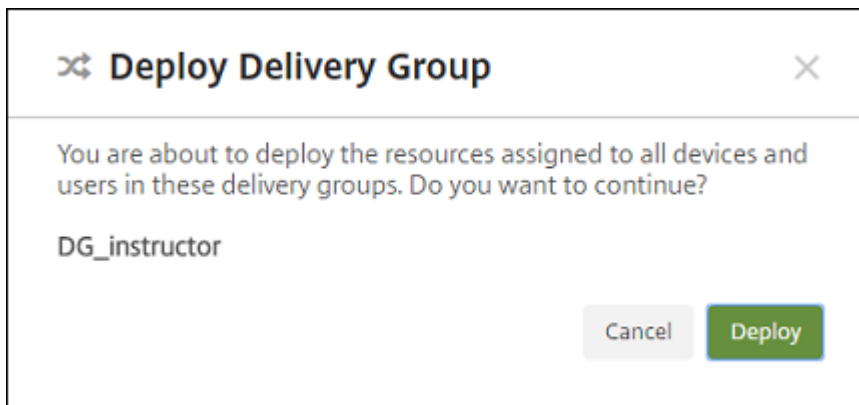 Deploy Delivery Group
You are about to deploy the resources assigned to all devices and
users in these delivery groups. Do you want to continue?
DG_instructor
Cancel
Deploy